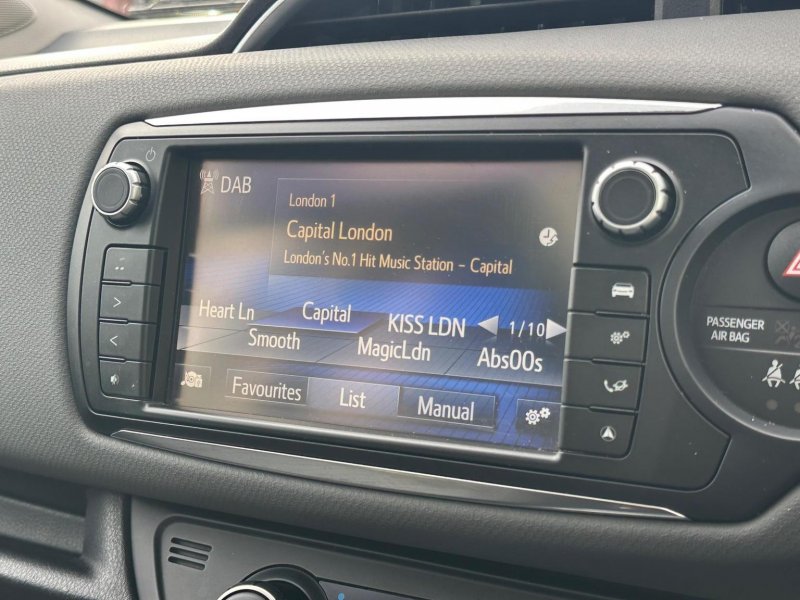 DAB
London 1
Capital London
London's No.1 Hit Music Station - Capital
Heart Ln Capital KISS LDN 1/10
Smooth MagicLdn Abs00s
Favourites List Manual
PASSENGER
AIR BAG